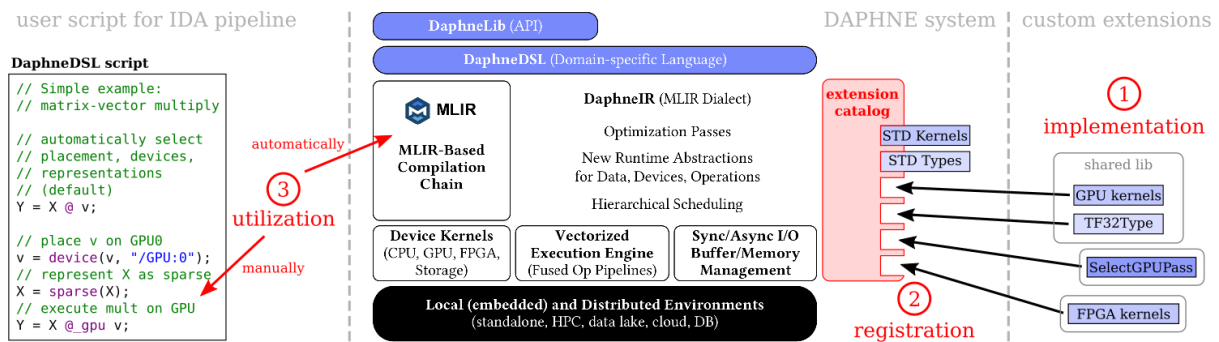 user script for IDA pipeline
DaphneDSL script
// Simple example:
// matrix-vector multiply
// automatically select
// placement, devices,
// representations
// (default)
Y = X @ v;
// place v on GPU0
v = device(v, "/GPU:0");
// represent X as sparse
X = sparse(X);
// execute mult on GPU
Y = X @_gpu v;
automatically
3
utilization
manually
DaphneLib (API)
DaphneDSL (Domain-specific Language)
MLIR
MLIR-Based
Compilation
Chain
DaphneIR (MLIR Dialect)
Optimization Passes
New Runtime Abstractions
for Data, Devices, Operations
Hierarchical Scheduling
Device Kernels
(CPU, GPU, FPGA,
Storage)
Vectorized
Execution Engine
(Fused Op Pipelines)
Sync/Async I/O
Buffer/Memory
Management
Local (embedded) and Distributed Environments
(standalone, HPC, data lake, cloud, DB)
DAPHNE system
extension
catalog
STD Kernels
STD Types
2
registration
custom extensions
1
implementation
shared lib
GPU kernels
TF32Type
SelectGPUPass
FPGA kernels